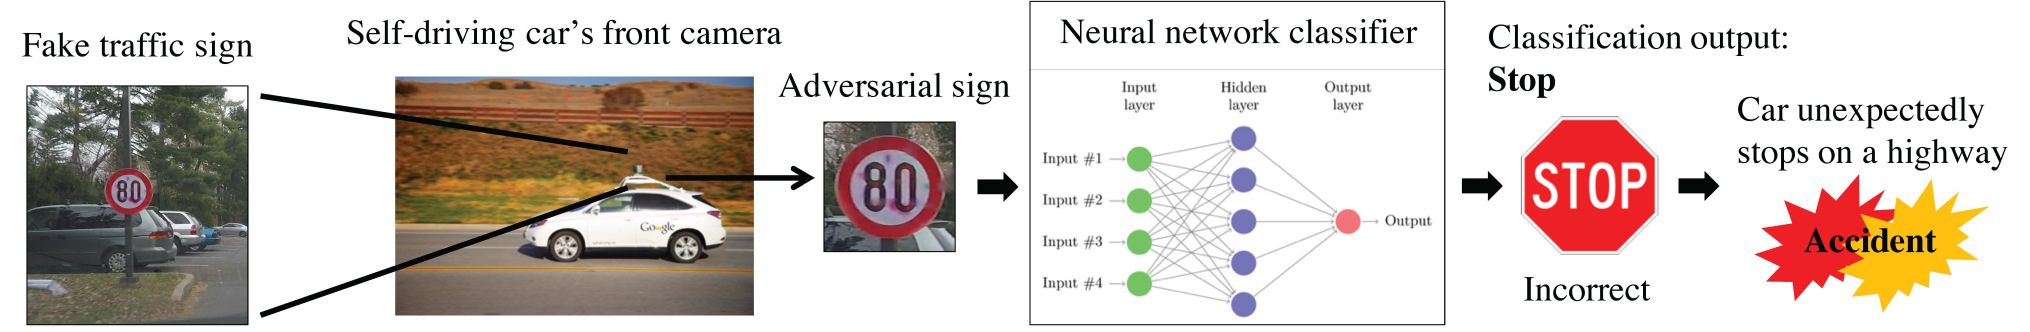 Fake traffic sign
80
Self-driving car's front camera
Google
Adversarial sign
80
Neural network classifier
Input
layer
Hidden
layer
Output
layer
Input #1
Input #2
Input #3
Input #4
Output
Classification output:
Stop
STOP
Incorrect
Car unexpectedly
stops on a highway
Accident